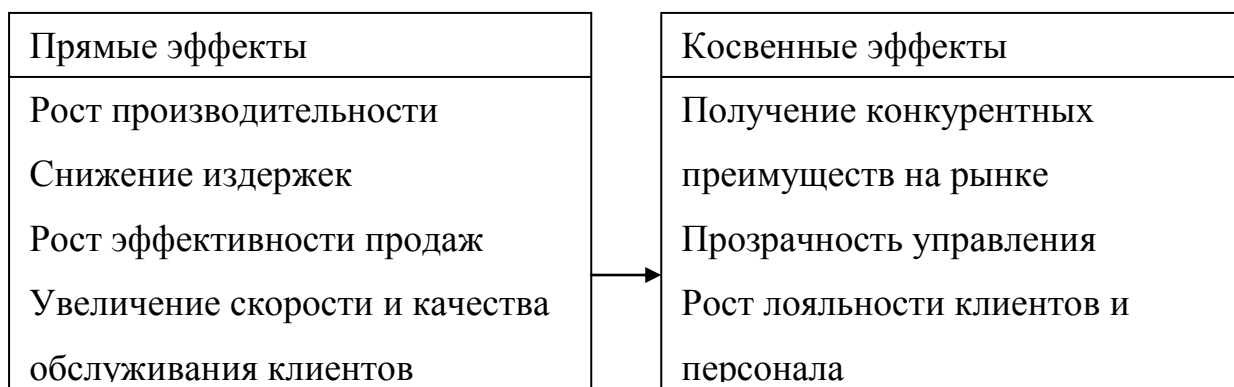 Прямые эффекты
Рост производительности
Снижение издержек
Рост эффективности продаж
Увеличение скорости и качества
обслуживания клиентов
Косвенные эффекты
Получение конкурентных
преимуществ на рынке
Прозрачность управления
Рост лояльности клиентов и
персонала